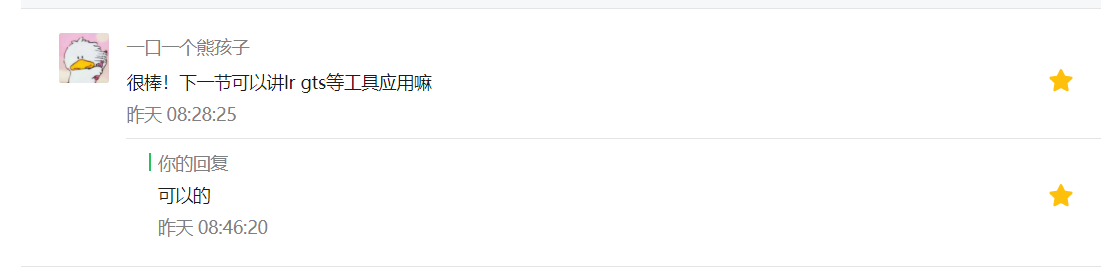 一口一个熊孩子
很棒！下一节可以讲lr gts等工具应用嘛
昨天 08:28:25
你的回复
可以的
昨天 08:46:20